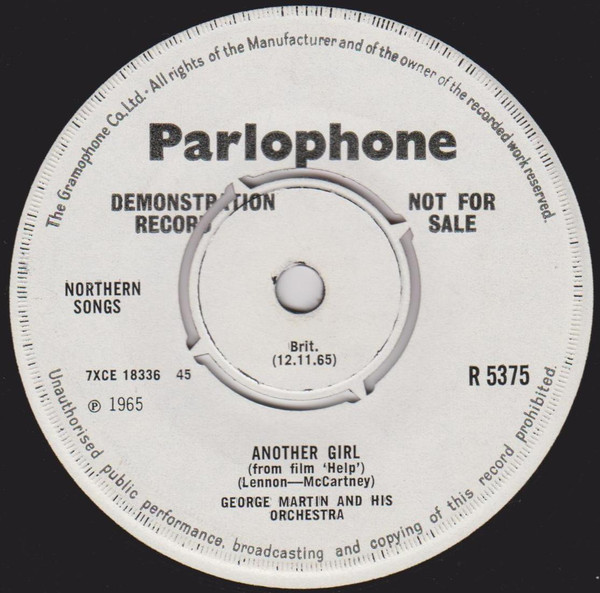 The Gramophone Co. Ltd. · All rights of the Manufacturer and of the owner of the recorded work reserved.
Parlophone
DEMONSTRATION
RECORD
NOT FOR
SALE
NORTHERN
SONGS
Brit.
(12.11.65)
7XCE 18336 45
℗ 1965
R 5375
ANOTHER GIRL
(from film 'Help')
(Lennon—McCartney)
GEORGE MARTIN AND HIS
ORCHESTRA
Unauthorised public performance, broadcasting and copying of this record prohibited.